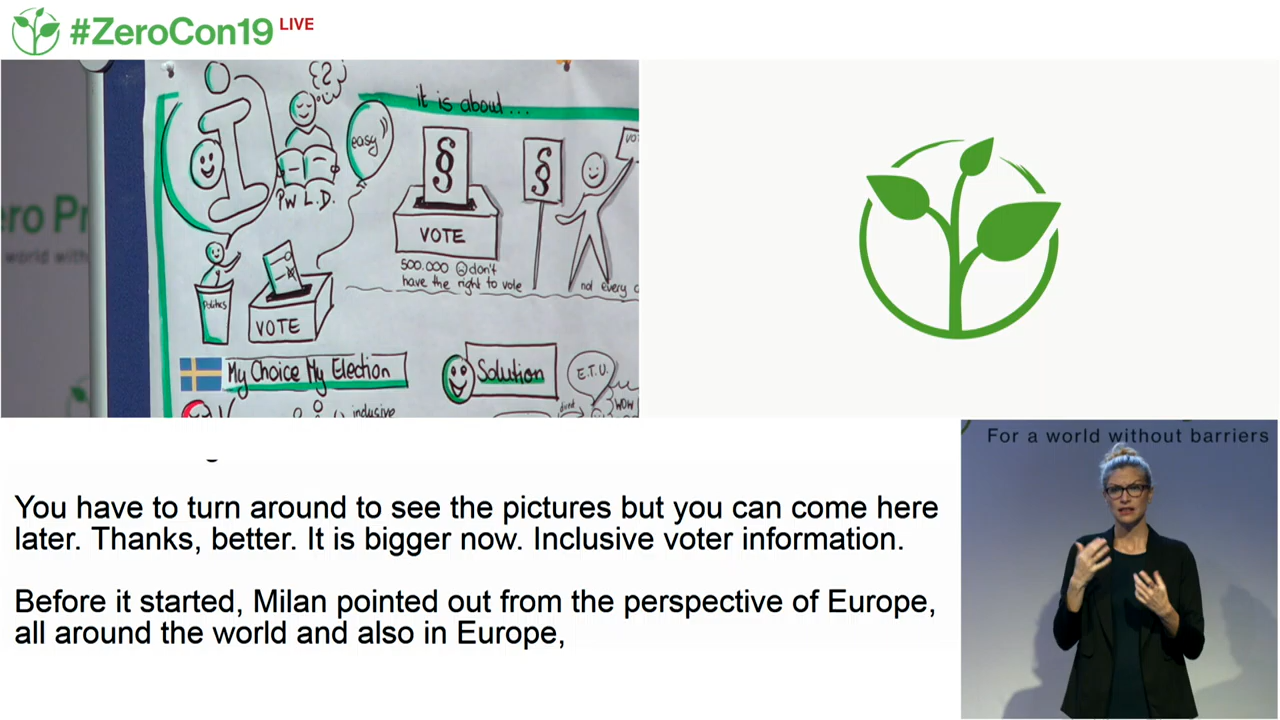 #ZeroCon19 LIVE
ero Pr
world with
?
it is about...
I
easy
§
§
PW L.D.
VOTE
500.000 don't
have the right to vote
not every
Politics
VOTE
My Choice My Election
Solution
E.T.U.
inclusive
WOW
For a world without barriers
You have to turn around to see the pictures but you can come here
later. Thanks, better. It is bigger now. Inclusive voter information.
Before it started, Milan pointed out from the perspective of Europe,
all around the world and also in Europe,